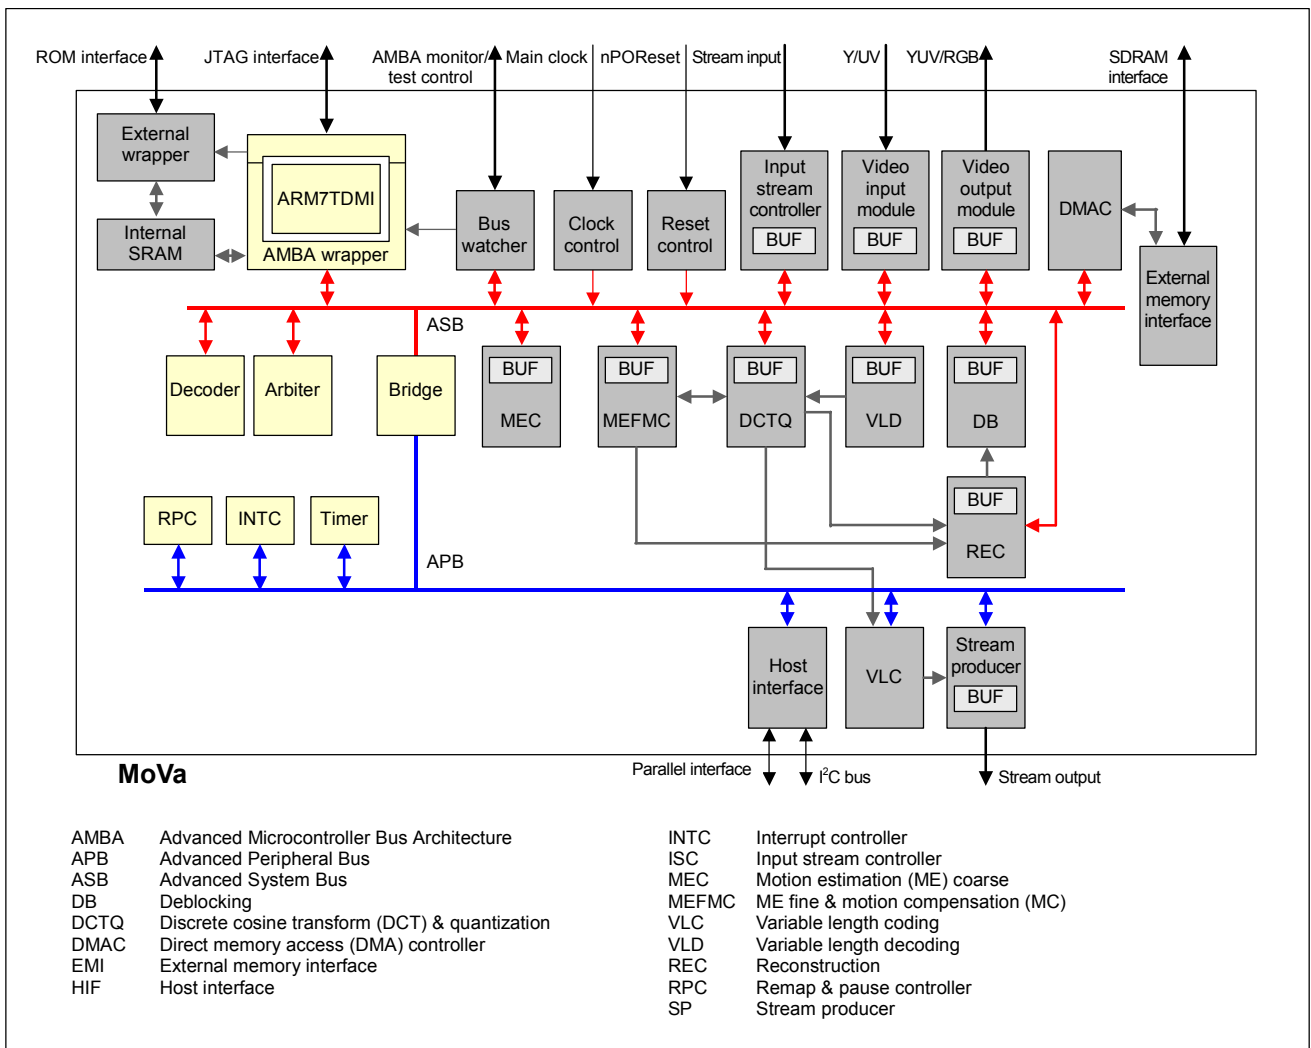 ROM interface
JTAG interface
AMBA monitor/
test control
Main clock
nPOReset
Stream input
Y/UV
YUV/RGB
SDRAM
interface
External
wrapper
ARM7TDMI
AMBA wrapper
Internal
SRAM
Bus
watcher
Clock
control
Reset
control
Input
stream
controller
BUF
Video
input
module
BUF
Video
output
module
BUF
DMAC
External
memory
interface
ASB
Decoder
Arbiter
Bridge
BUF
MEC
BUF
MEFMC
BUF
DCTQ
BUF
VLD
BUF
DB
BUF
REC
RPC
INTC
Timer
APB
Host
interface
VLC
Stream
producer
BUF
MoVa
Parallel interface
I²C bus
Stream output
AMBA Advanced Microcontroller Bus Architecture
APB Advanced Peripheral Bus
ASB Advanced System Bus
DB Deblocking
DCTQ Discrete cosine transform (DCT) & quantization
DMAC Direct memory access (DMA) controller
EMI External memory interface
HIF Host interface
INTC Interrupt controller
ISC Input stream controller
MEC Motion estimation (ME) coarse
MEFMC ME fine & motion compensation (MC)
VLC Variable length coding
VLD Variable length decoding
REC Reconstruction
RPC Remap & pause controller
SP Stream producer